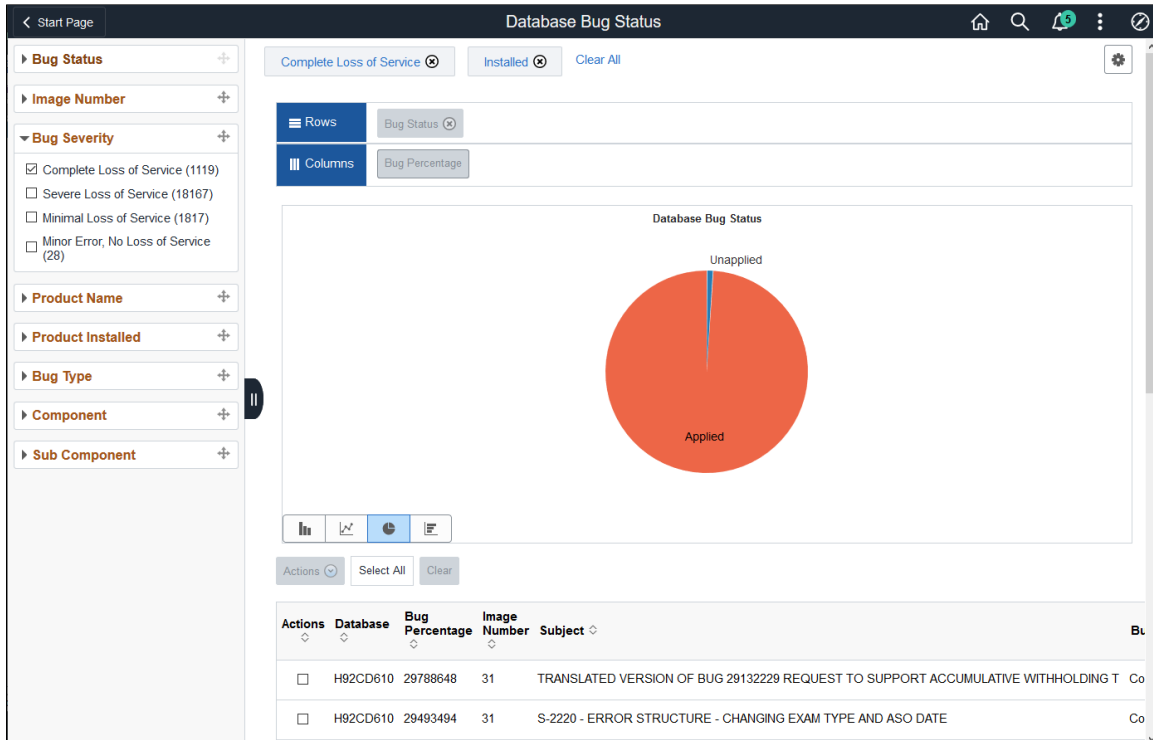 Start Page
Database Bug Status
5
Bug Status
Image Number
Bug Severity
Complete Loss of Service (1119)
Severe Loss of Service (18167)
Minimal Loss of Service (1817)
Minor Error, No Loss of Service
(28)
Product Name
Product Installed
Bug Type
Component
Sub Component
Complete Loss of Service
Installed
Clear All
Rows
Bug Status
Columns
Bug Percentage
Database Bug Status
Unapplied
Applied
Actions
Select All
Clear
Actions Database Bug Percentage Image Number Subject Bu
H92CD610 29788648 31 TRANSLATED VERSION OF BUG 29132229 REQUEST TO SUPPORT ACCUMULATIVE WITHHOLDING T Co
H92CD610 29493494 31 S-2220 - ERROR STRUCTURE - CHANGING EXAM TYPE AND ASO DATE Co